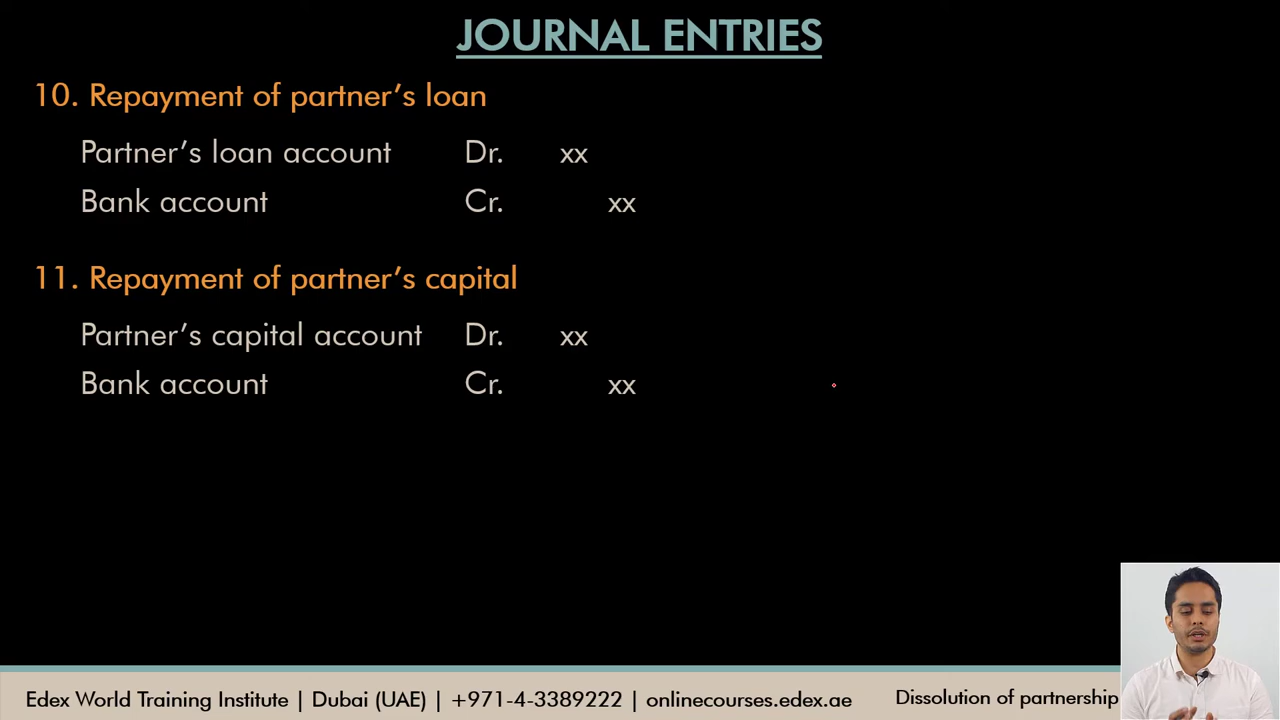 JOURNAL ENTRIES
10. Repayment of partner's loan
Partner's loan account Dr. xx
Bank account Cr. xx
11. Repayment of partner's capital
Partner's capital account Dr. xx
Bank account Cr. xx
Edex World Training Institute | Dubai (UAE) | +971-4-3389222 | onlinecourses.edex.ae Dissolution of partnership